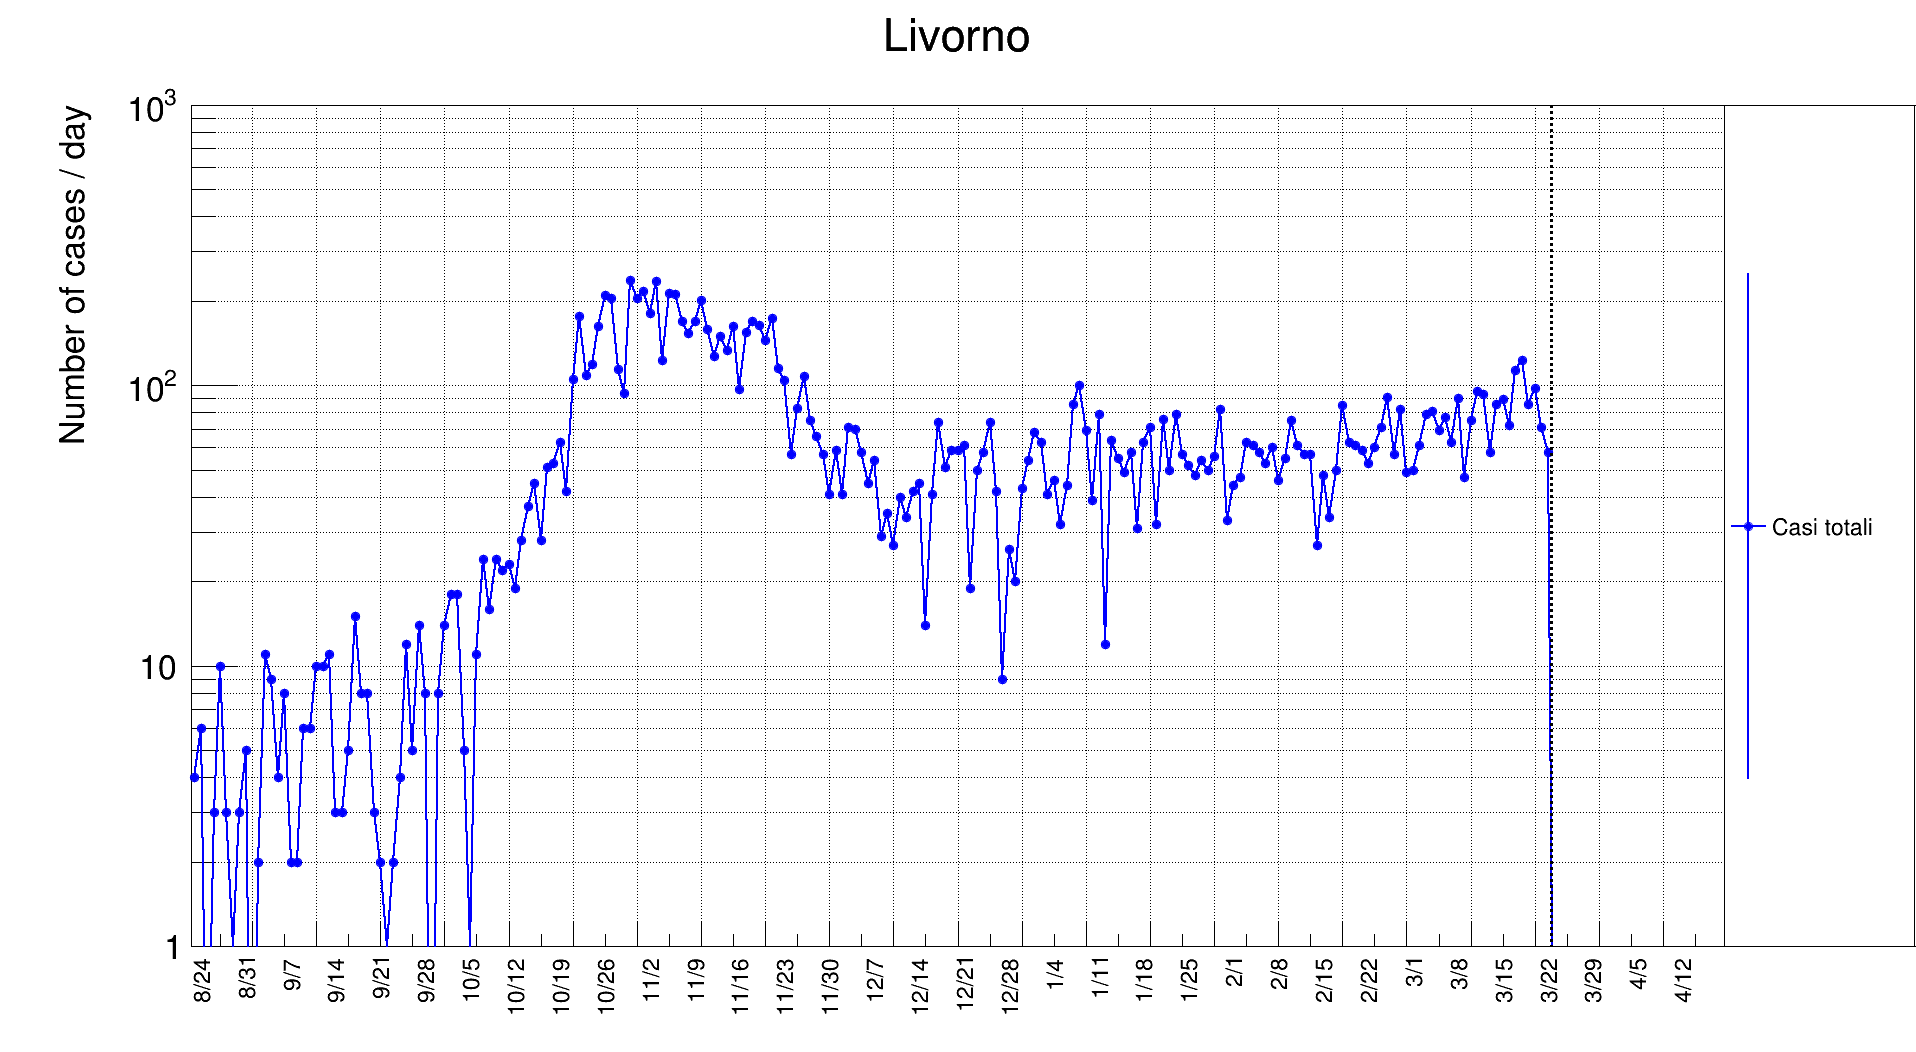 Livorno
Number of cases / day
10³
10²
10
1
8/24 8/31 9/7 9/14 9/21 9/28 10/5 10/12 10/19 10/26 11/2 11/9 11/16 11/23 11/30 12/7 12/14 12/21 12/28 1/4 1/11 1/18 1/25 2/1 2/8 2/15 2/22 3/1 3/8 3/15 3/22 3/29 4/5 4/12
Casi totali